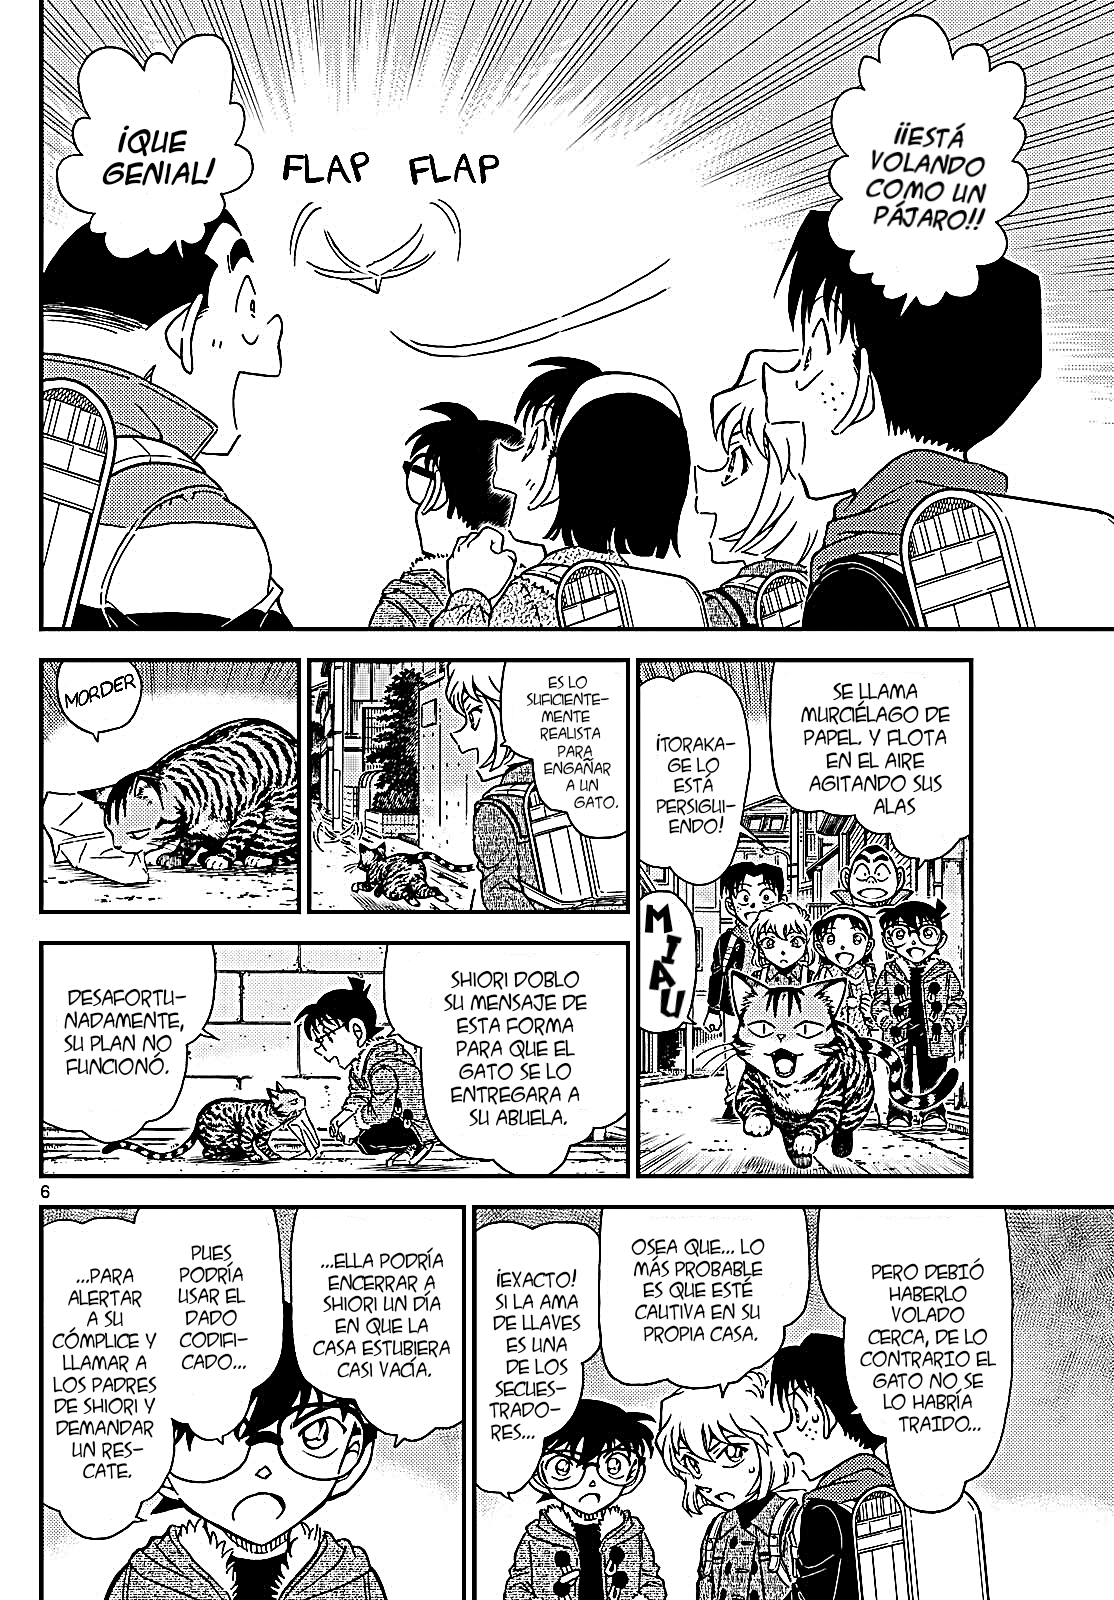 ¡¡ESTÁ
VOLANDO
COMO UN
PÁJARO!!
FLAP FLAP
¡QUE
GENIAL!
SE LLAMA
MURCIÉLAGO DE
PAPEL. Y FLOTA
EN EL AIRE
AGITANDO SUS
ALAS
¡TORAKA-
GE LO
ESTÁ
PERSIGUI-
ENDO!
MIAU
ES LO
SUFICIENTE-
MENTE
REALISTA
PARA
ENGAÑAR
A UN
GATO.
MORDER
SHIORI DOBLO
SU MENSAJE DE
ESTA FORMA
PARA QUE EL
GATO SE LO
ENTREGARA A
SU ABUELA.
DESAFORTU-
NADAMENTE,
SU PLAN NO
FUNCIONÓ.
6
PERO DEBIÓ
HABERLO
VOLADO
CERCA, DE LO
CONTRARIO EL
GATO NO SE
LO HABRÍA
TRAIDO...
OSEA QUE... LO
MÁS PROBABLE
ES QUE ESTÉ
CAUTIVA EN SU
PROPIA CASA.
¡EXACTO!
SI LA AMA
DE LLAVES
ES UNA
DE LOS
SECUES-
TRADO-
RES...
...ELLA PODRÍA
ENCERRAR A
SHIORI UN DÍA
EN QUE LA
CASA ESTUBIERA
CASI VACÍA.
PUES
PODRÍA
USAR EL
DADO
CODIFI-
CADO...
...PARA
ALERTAR
A SU
CÓMPLICE Y
LLAMAR A
LOS PADRES
DE SHIORI Y
DEMANDAR
UN RES-
CATE.